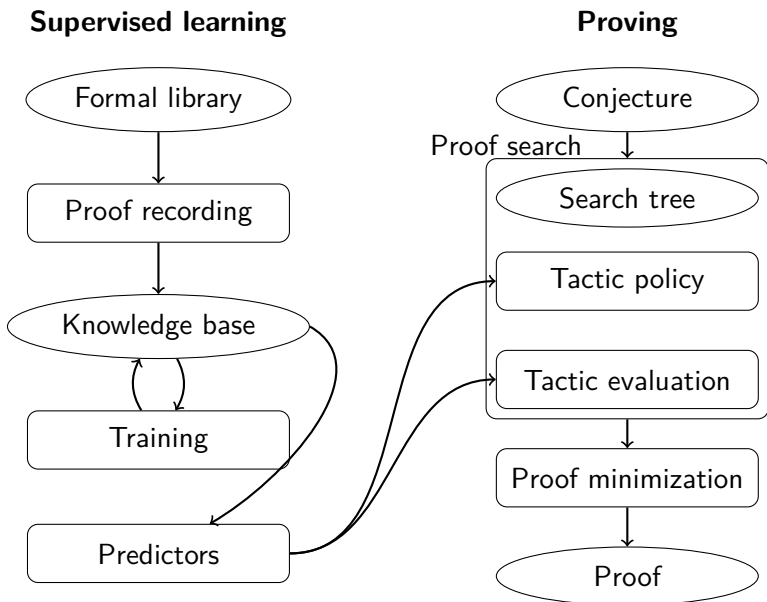 Supervised learning
Formal library
Proof recording
Knowledge base
Training
Predictors
Proving
Conjecture
Proof search
Search tree
Tactic policy
Tactic evaluation
Proof minimization
Proof